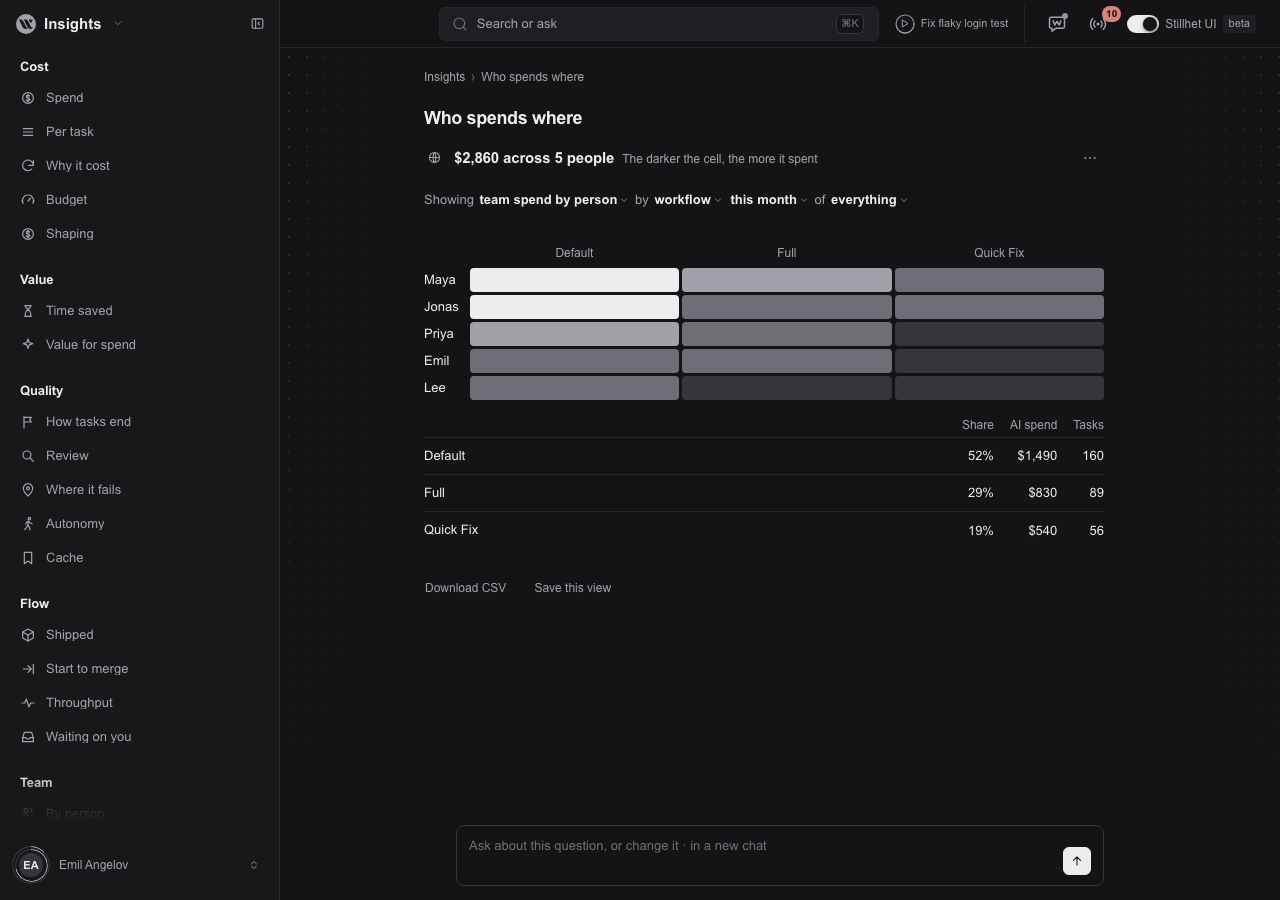 Insights
Search or ask
⌘K
Fix flaky login test
10
Stillhet UI
beta
Cost
Spend
Per task
Why it cost
Budget
Shaping
Value
Time saved
Value for spend
Quality
How tasks end
Review
Where it fails
Autonomy
Cache
Flow
Shipped
Start to merge
Throughput
Waiting on you
Team
By person
EA
Emil Angelov
Insights › Who spends where
Who spends where
$2,860 across 5 people The darker the cell, the more it spent
Showing team spend by person by workflow this month of everything
Default Full Quick Fix
Maya
Jonas
Priya
Emil
Lee
Share AI spend Tasks
Default 52% $1,490 160
Full 29% $830 89
Quick Fix 19% $540 56
Download CSV Save this view
Ask about this question, or change it · in a new chat